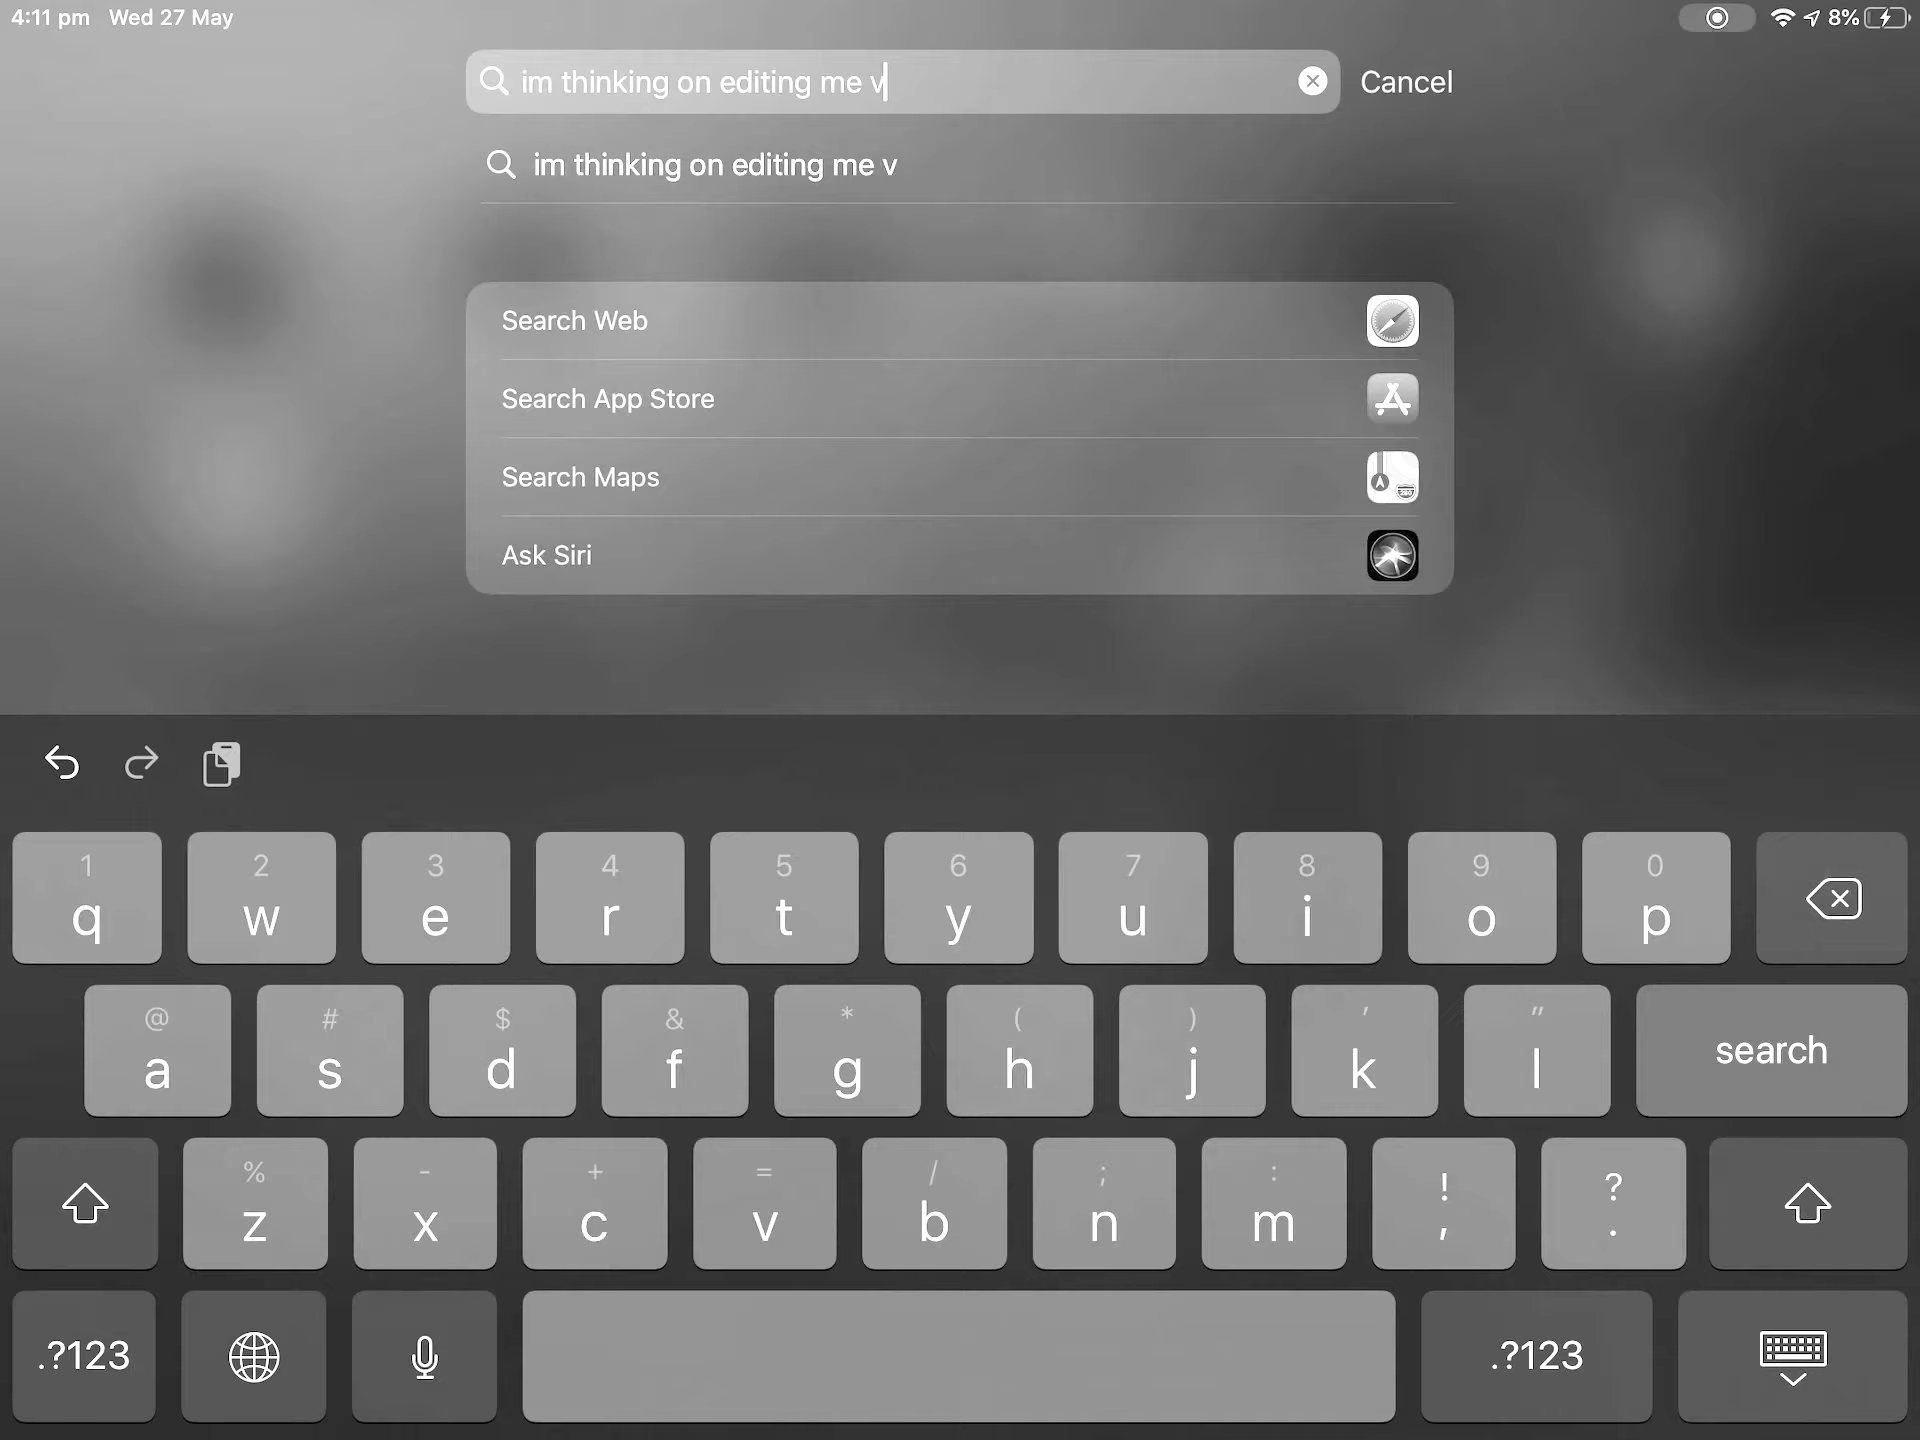 4:11 pm Wed 27 May 8%
im thinking on editing me v Cancel
im thinking on editing me v
Search Web
Search App Store
Search Maps
Ask Siri
1 2 3 4 5 6 7 8 9 0
q w e r t y u i o p
@ # $ & * ( ) ' "
a s d f g h j k l search
% - + = / ; : ! ?
z x c v b n m , .
.?123 .?123